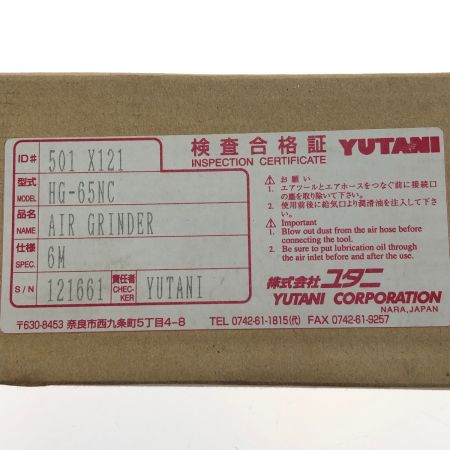 ID# 501 X121
型式 MODEL HG-65NC
品名 NAME AIR GRINDER
仕様 SPEC. 6M
S/N 121661 責任者 CHECKER YUTANI
検査合格証 YUTANI
INSPECTION CERTIFICATE
⚠ お願い
1. エアツールとエアホースをつなぐ前に接続口
の塵を取り除いて下さい。
2. 使用前後に給気口より潤滑油を注入して下さい。
⚠ Important
1. Blow out dust from the air hose before
connecting the tool.
2. Be sure to put lubrication oil through
the air inlet before and after the use.
株式会社 ユタニ
YUTANI CORPORATION
NARA, JAPAN
〒630-8453 奈良市西九条町5丁目4-8 TEL 0742-61-1815(代) FAX 0742-61-9257